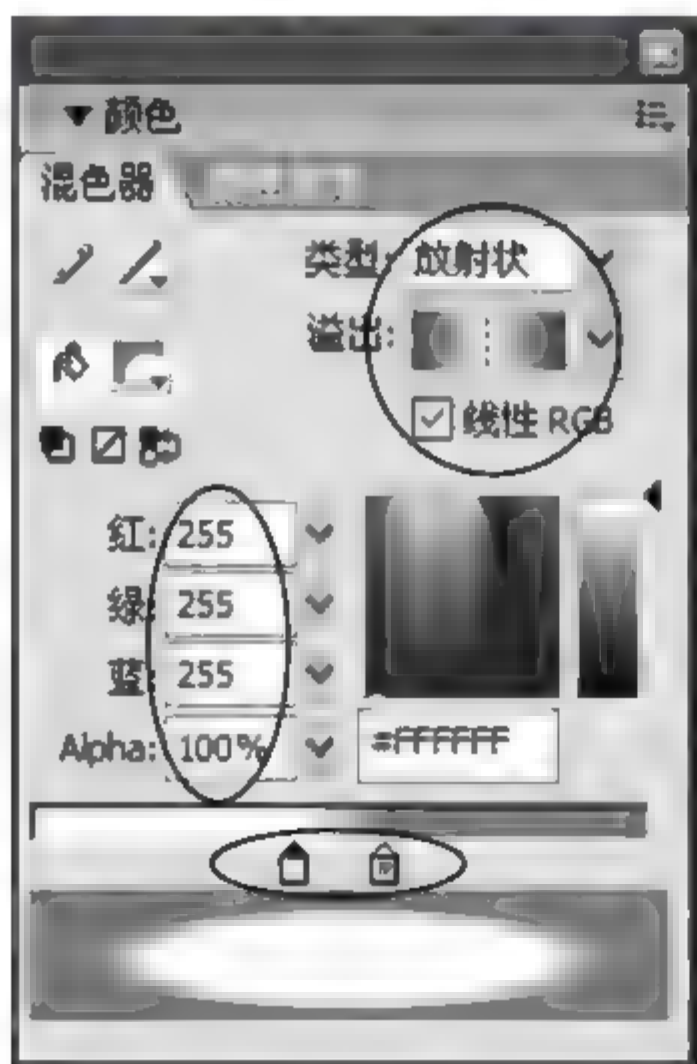 颜色
混色器
类型: 放射状
溢出:
线性 RGB
红: 255
绿: 255
蓝: 255
Alpha: 100%
#FFFFFF